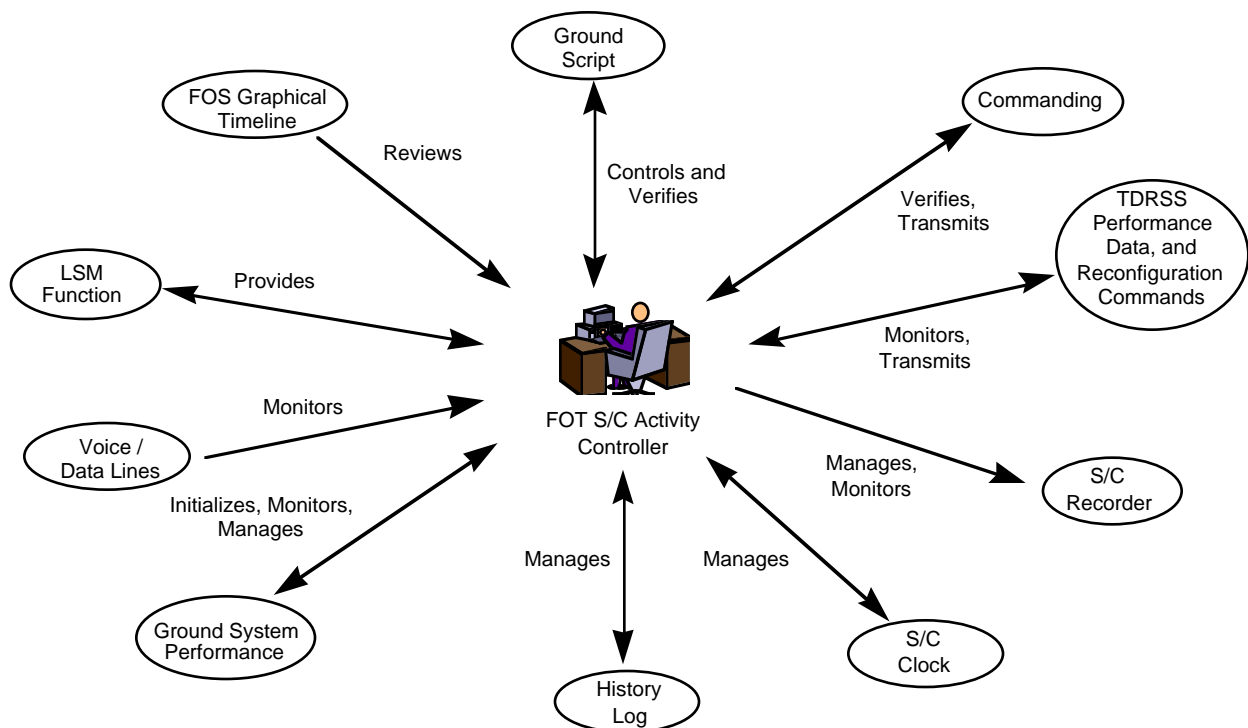 Ground
Script
FOS Graphical
Timeline
Commanding
Reviews
Controls and
Verifies
Verifies,
Transmits
TDRSS
Performance
Data, and
Reconfiguration
Commands
LSM
Function
Provides
Monitors,
Transmits
Monitors
FOT S/C Activity
Controller
Voice /
Data Lines
Manages,
Monitors
S/C
Recorder
Initializes, Monitors,
Manages
Manages
Manages
Ground System
Performance
S/C
Clock
History
Log